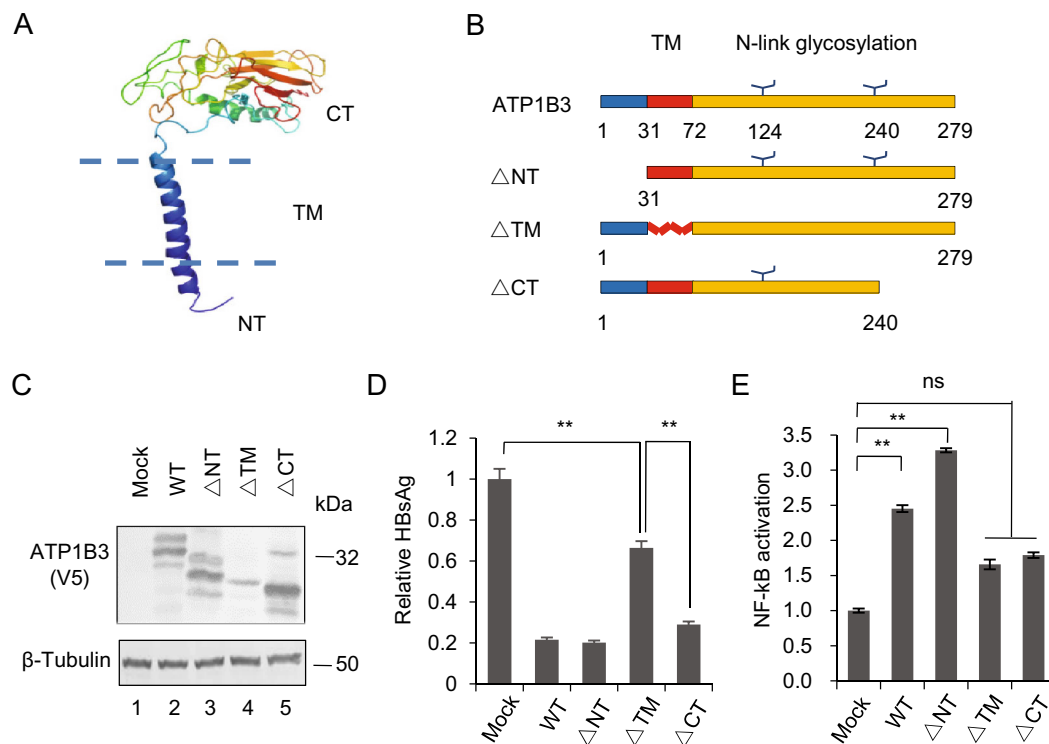 A
CT
TM
NT
B
TM N-link glycosylation
ATP1B3
1 31 72 124 240 279
△NT
31 279
△TM
1 279
△CT
1 240
C
Mock WT △NT △TM △CT
kDa
ATP1B3
(V5)
32
β-Tubulin
50
1 2 3 4 5
D
** **
Relative HBsAg
1.2
1
0.8
0.6
0.4
0.2
0
Mock WT △NT △TM △CT
E
ns
**
**
NF-kB activation
3.5
3.0
2.5
2.0
1.5
1.0
0.5
0.0
Mock WT △NT △TM △CT